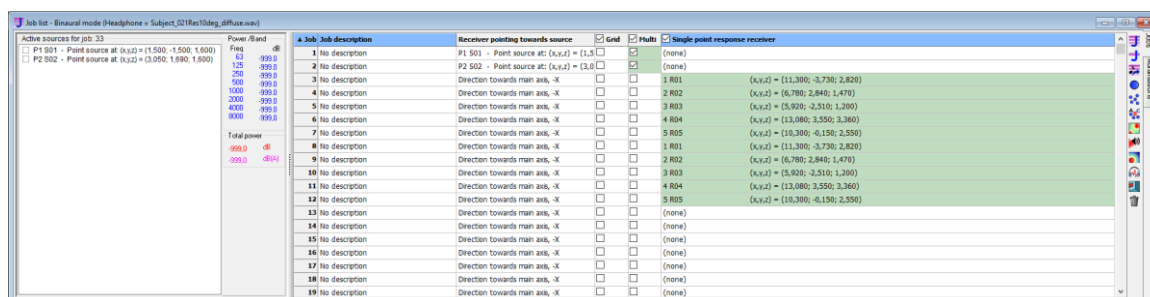 Job list - Binaural mode (Headphone = Subject_021Res10deg_diffuse.wav)
Active sources for job: 33
P1 S01 - Point source at: (x,y,z) = (1,500; -1,500; 1,600)
P2 S02 - Point source at: (x,y,z) = (3,050; 1,690; 1,600)
Power /Band
Freq dB
63 -999.0
125 -999.0
250 -999.0
500 -999.0
1000 -999.0
2000 -999.0
4000 -999.0
8000 -999.0
Total power
-999,0 dB
-999,0 dB(A)
Job Job description Receiver pointing towards source Grid Multi Single point response receiver
1 No description P1 S01 - Point source at: (x,y,z) = (1,5 (none)
2 No description P2 S02 - Point source at: (x,y,z) = (3,0 (none)
3 No description Direction towards main axis, -X 1 R01 (x,y,z) = (11,300; -3,730; 2,820)
4 No description Direction towards main axis, -X 2 R02 (x,y,z) = (6,780; 2,840; 1,470)
5 No description Direction towards main axis, -X 3 R03 (x,y,z) = (5,920; -2,510; 1,200)
6 No description Direction towards main axis, -X 4 R04 (x,y,z) = (13,080; 3,550; 3,360)
7 No description Direction towards main axis, -X 5 R05 (x,y,z) = (10,300; -0,150; 2,550)
8 No description Direction towards main axis, -X 1 R01 (x,y,z) = (11,300; -3,730; 2,820)
9 No description Direction towards main axis, -X 2 R02 (x,y,z) = (6,780; 2,840; 1,470)
10 No description Direction towards main axis, -X 3 R03 (x,y,z) = (5,920; -2,510; 1,200)
11 No description Direction towards main axis, -X 4 R04 (x,y,z) = (13,080; 3,550; 3,360)
12 No description Direction towards main axis, -X 5 R05 (x,y,z) = (10,300; -0,150; 2,550)
13 No description Direction towards main axis, -X (none)
14 No description Direction towards main axis, -X (none)
15 No description Direction towards main axis, -X (none)
16 No description Direction towards main axis, -X (none)
17 No description Direction towards main axis, -X (none)
18 No description Direction towards main axis, -X (none)
19 No description Direction towards main axis, -X (none)